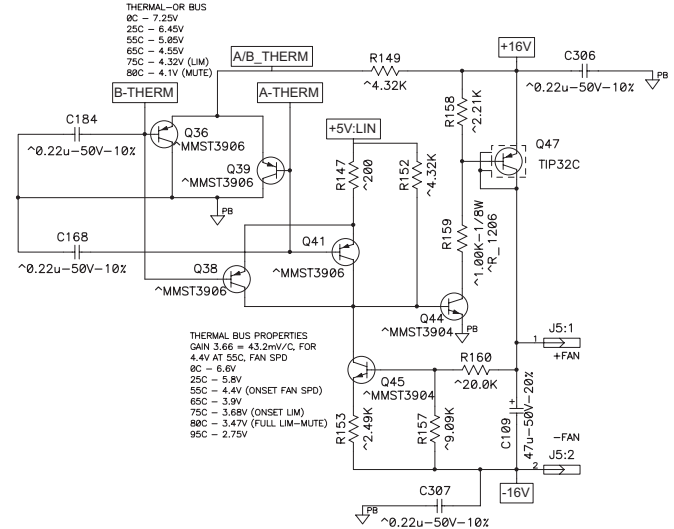 THERMAL-OR BUS
0C - 7.25V
25C - 6.45V
55C - 5.05V
65C - 4.55V
75C - 4.32V (LIM)
80C - 4.1V (MUTE)
A/B_THERM
+16V
R149
^4.32K
C306
^0.22u-50V-10%
PB
B-THERM
A-THERM
R158
^2.21K
C184
^0.22u-50V-10%
Q36
^MMST3906
+5V:LIN
Q47
TIP32C
Q39
^MMST3906
R147
^200
R152
^4.32K
PB
R159
^1.00K-1/8W
^R_1206
C168
^0.22u-50V-10%
Q41
^MMST3906
Q38
^MMST3906
Q44
^MMST3904
PB
J5:1
1
+FAN
THERMAL BUS PROPERTIES
GAIN 3.66 = 43.2mV/C, FOR
4.4V AT 55C, FAN SPD
0C - 6.6V
25C - 5.8V
55C - 4.4V (ONSET FAN SPD)
65C - 3.9V
75C - 3.68V (ONSET LIM)
80C - 3.47V (FULL LIM-MUTE)
95C - 2.75V
R160
^20.0K
Q45
^MMST3904
R153
^2.49K
R157
^9.09K
+
C109
47u-50V-20%
-FAN
J5:2
2
-16V
C307
PB
^0.22u-50V-10%